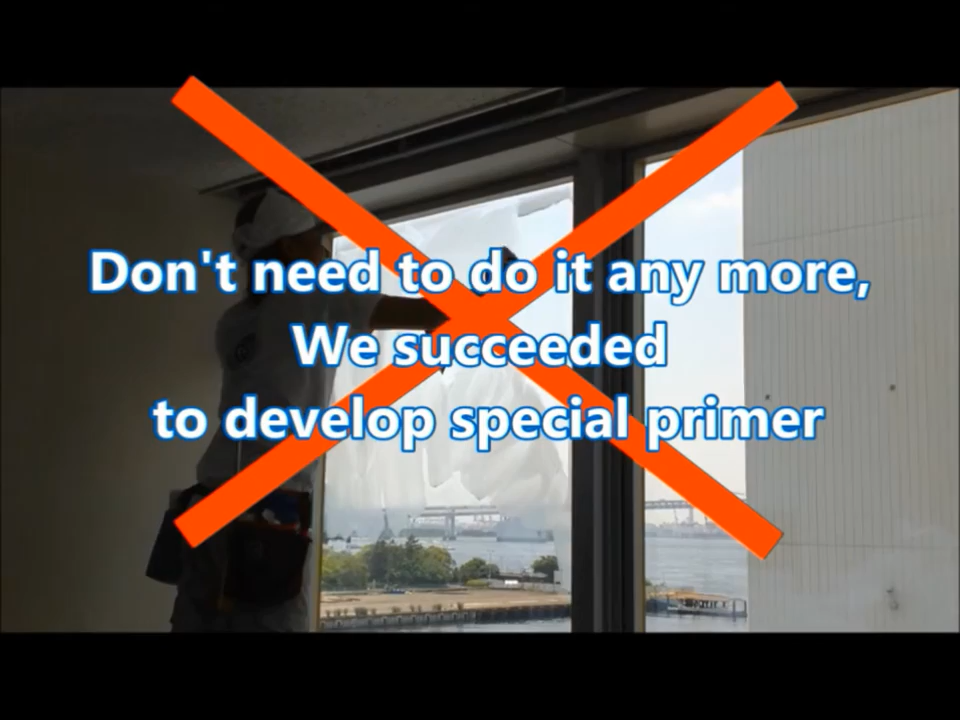 Don't need to do it any more,
We succeeded
to develop special primer